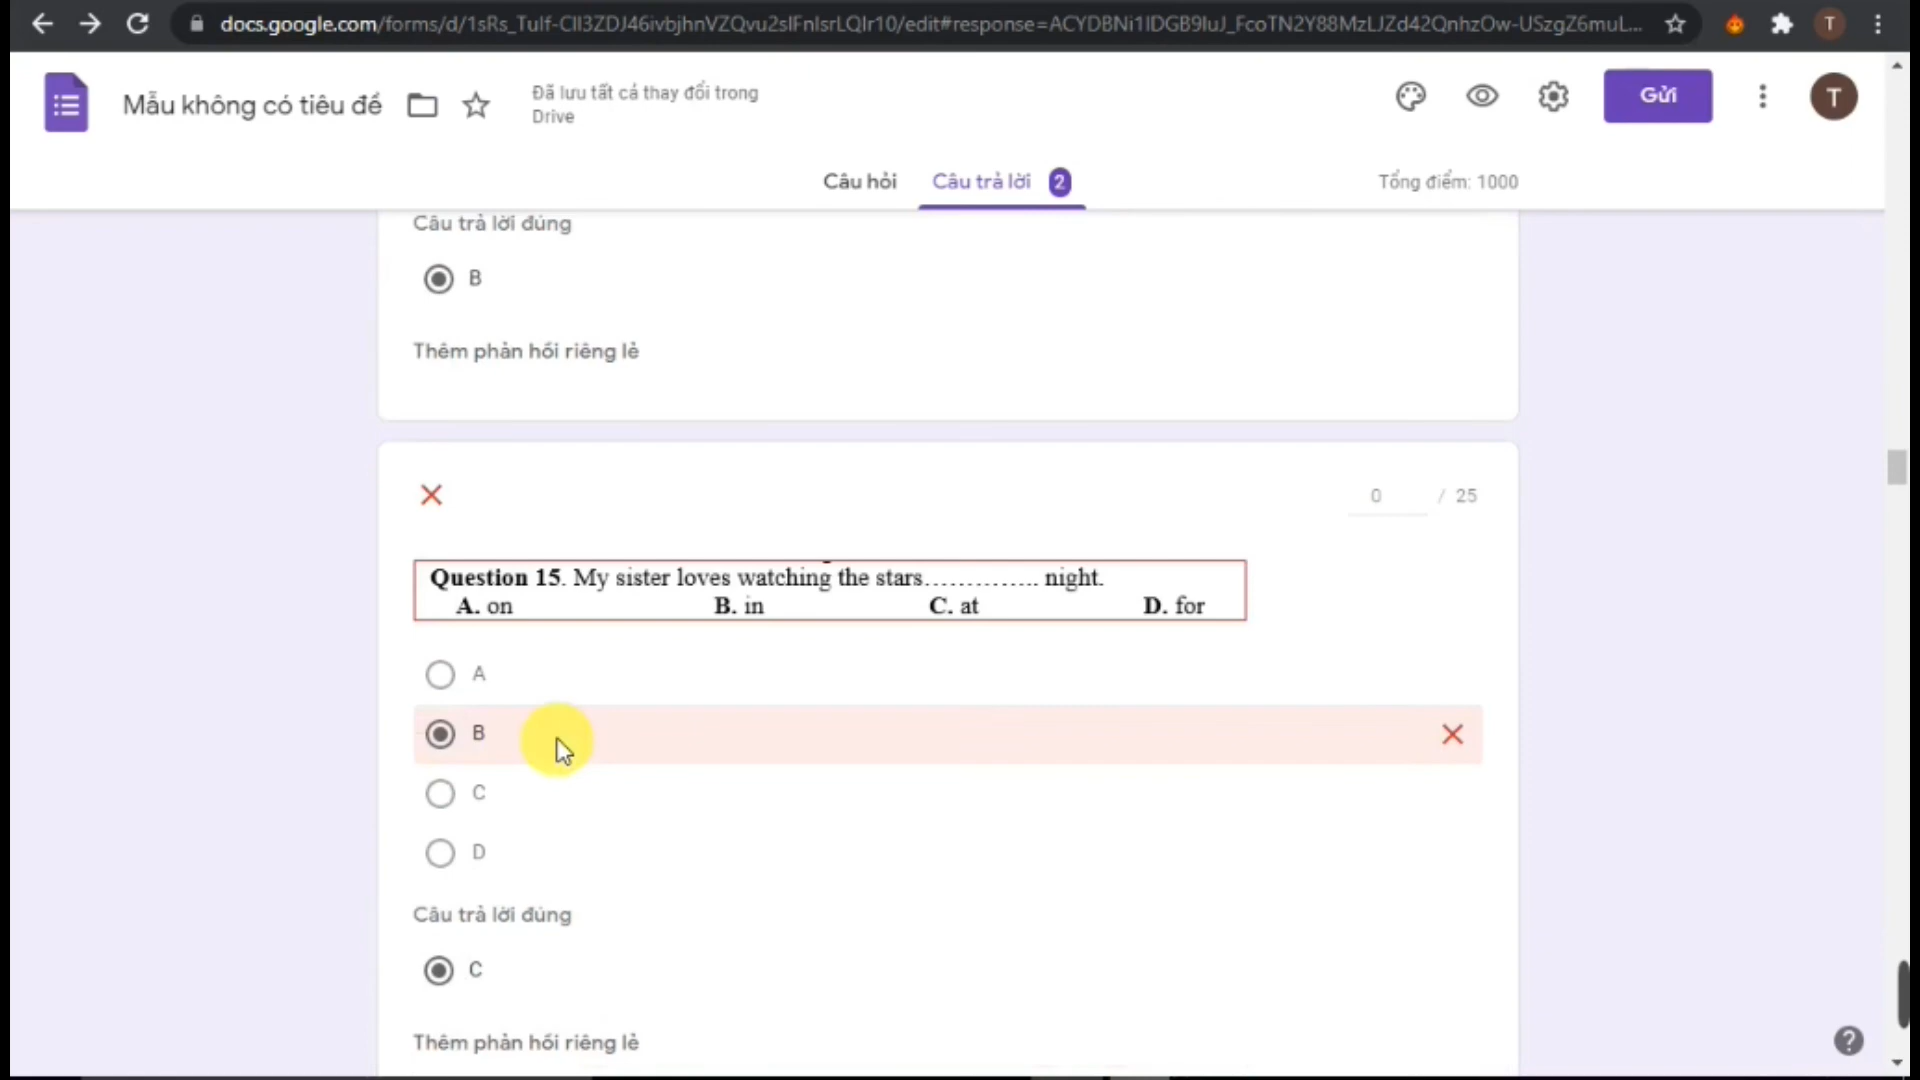 docs.google.com/forms/d/1sRs_TuIf-CII3ZDJ46ivbjhnVZQvu2sIFnIsrLQIr10/edit#response=ACYDBNi1IDGB9IuJ_FcoTN2Y88MzLJZd42QnhzOw-USzgZ6muL...
T
Mẫu không có tiêu đề
Đã lưu tất cả thay đổi trong
Drive
Gửi
T
Câu hỏi
Câu trả lời 2
Tổng điểm: 1000
Câu trả lời đúng
B
Thêm phản hồi riêng lẻ
0 / 25
Question 15. My sister loves watching the stars.............. night.
A. on B. in C. at D. for
A
B
C
D
Câu trả lời đúng
C
Thêm phản hồi riêng lẻ